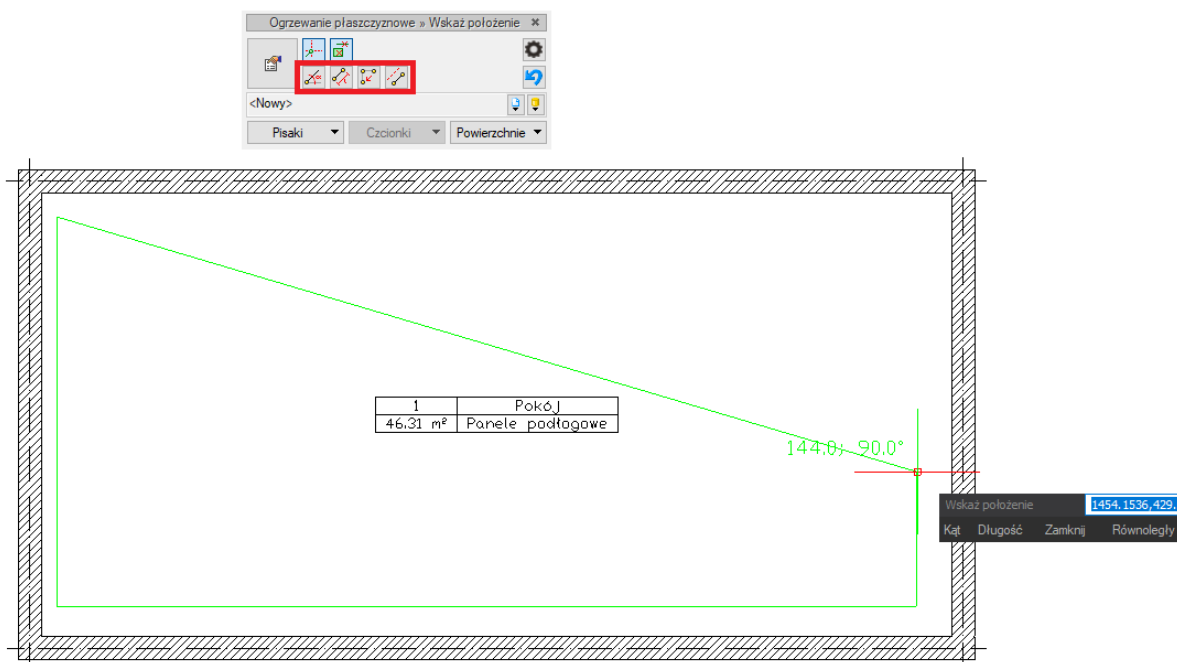 Ogrzewanie płaszczyznowe » Wskaż położenie
<Nowy>
Pisaki Czcionki Powierzchnie
1 Pokój
46.31 m² Panele podłogowe
144.0; 90.0°
Wskaż położenie 1454.1536,429.
Kąt Długość Zamknij Równoległy